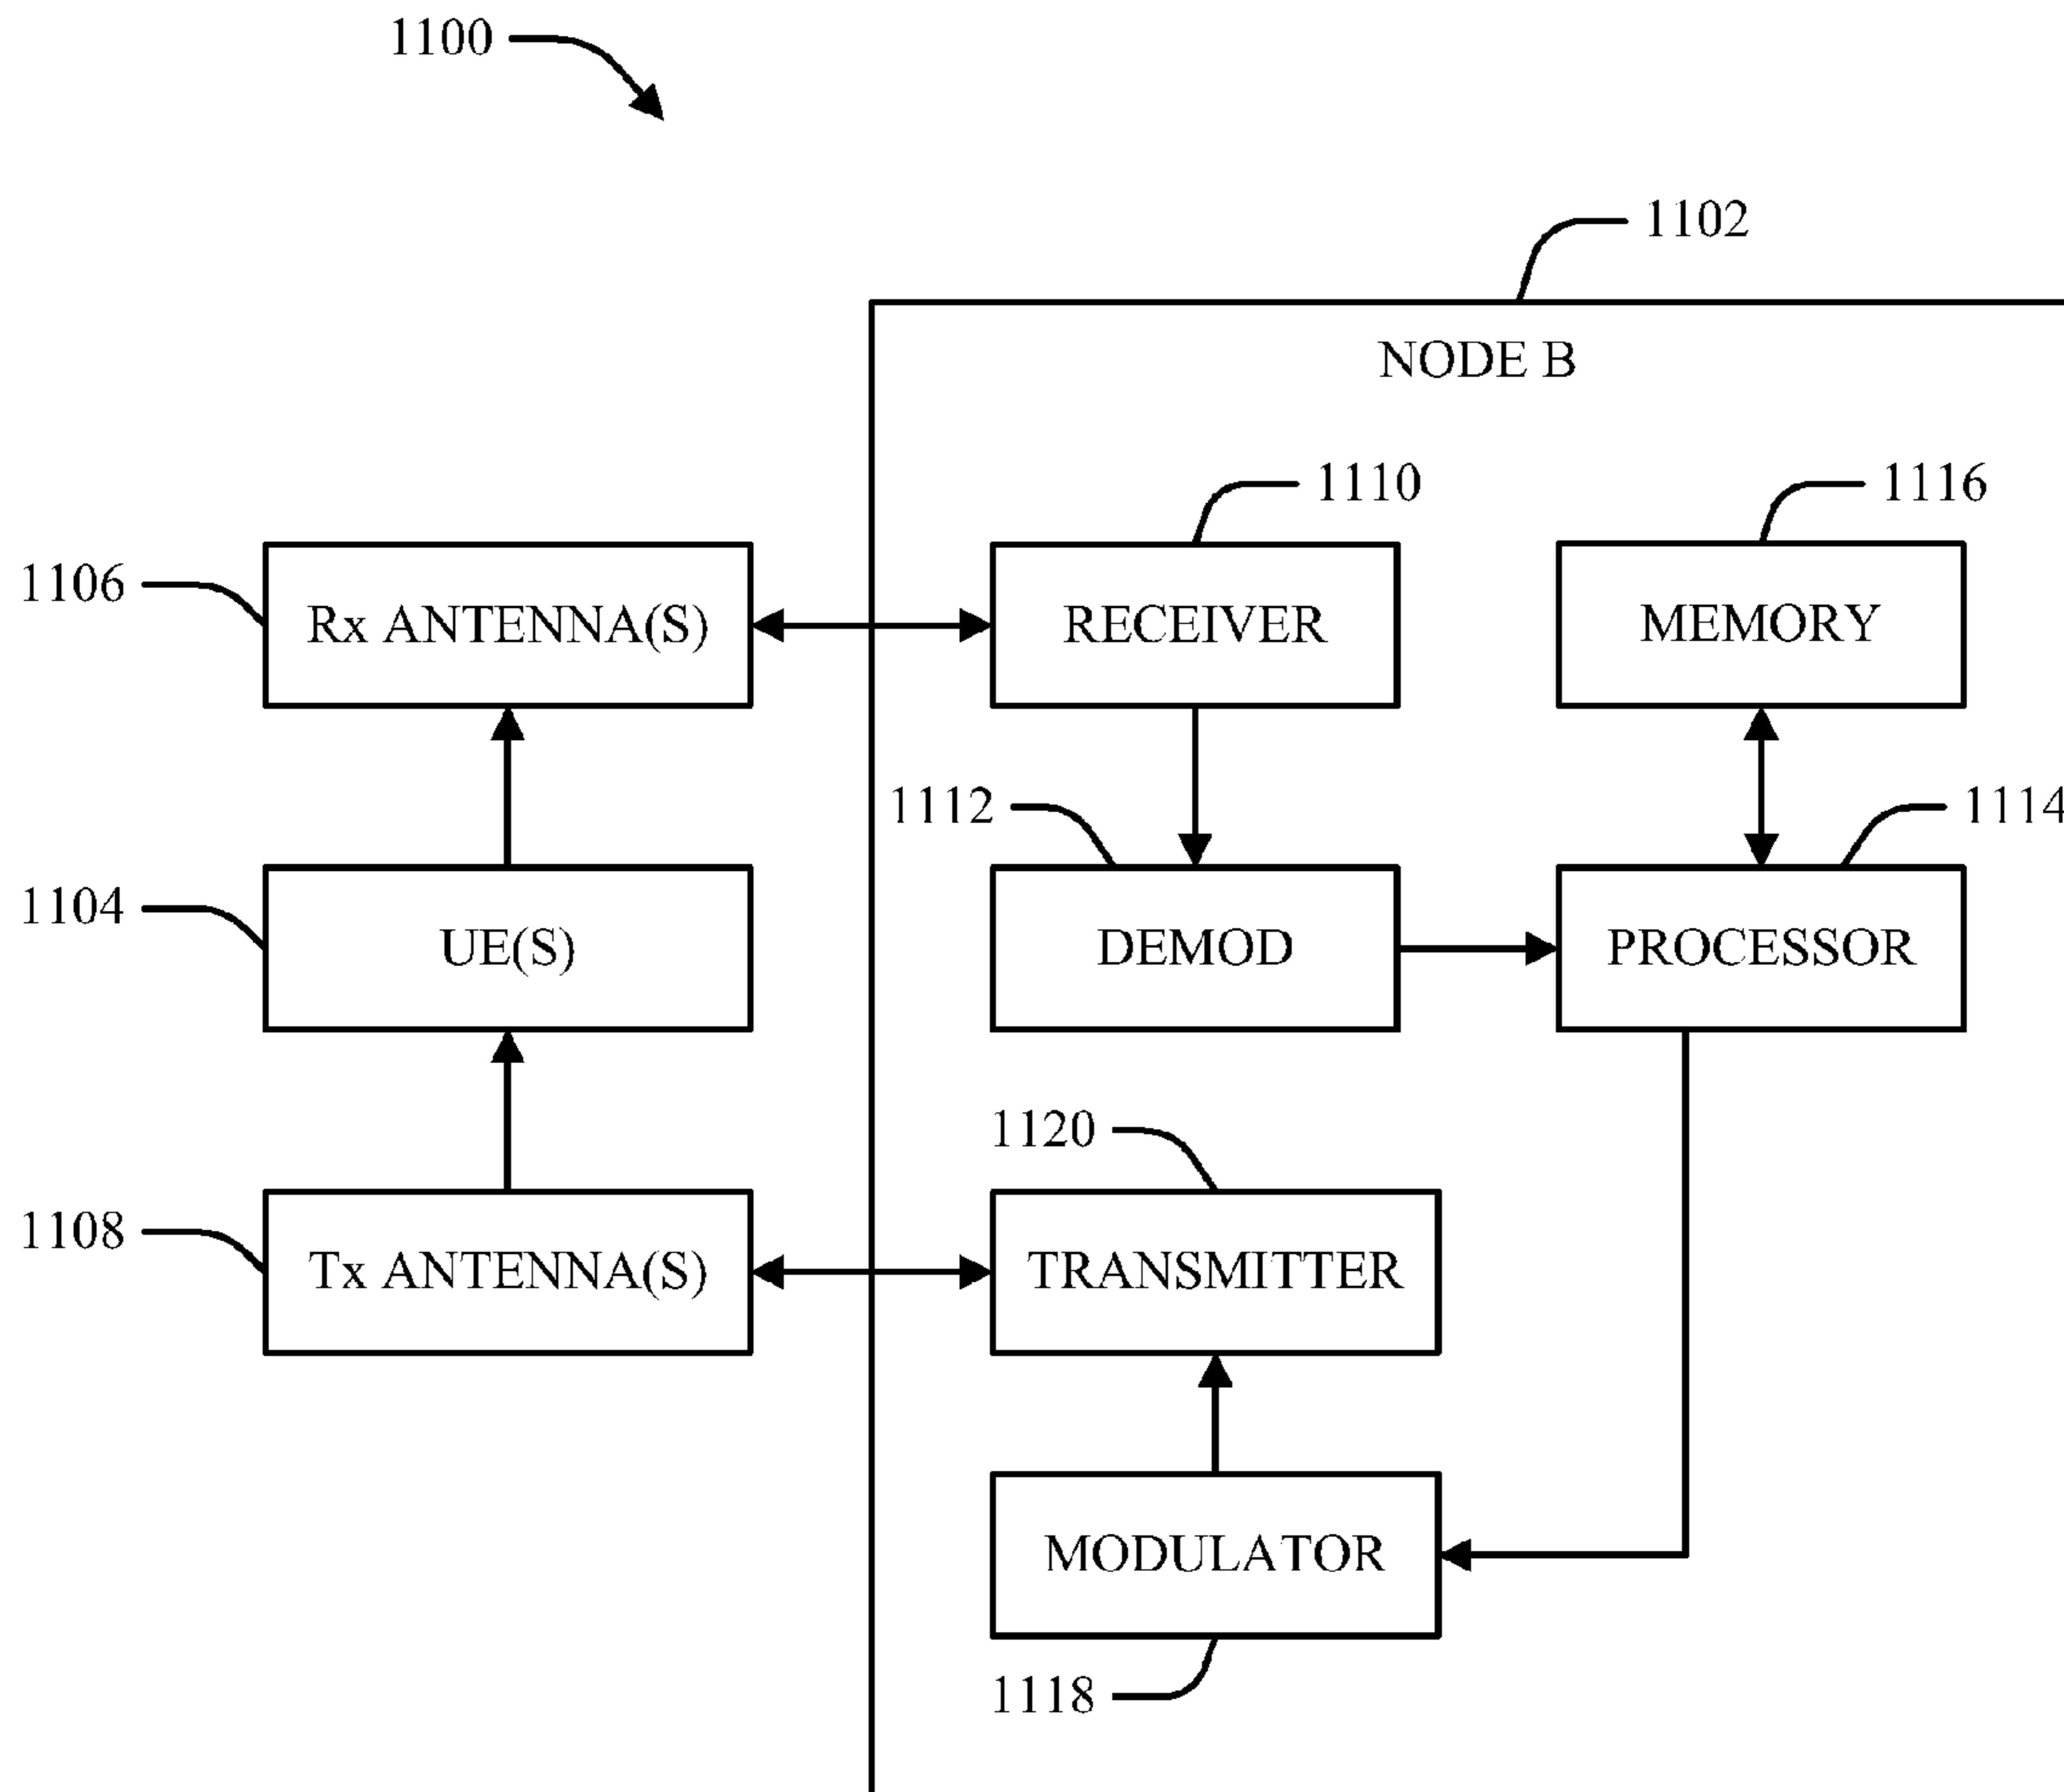 1100
1102
NODE B
1110
1116
1106
Rx ANTENNA(S)
RECEIVER
MEMORY
1112
1114
1104
UE(S)
DEMOD
PROCESSOR
1120
1108
Tx ANTENNA(S)
TRANSMITTER
MODULATOR
1118